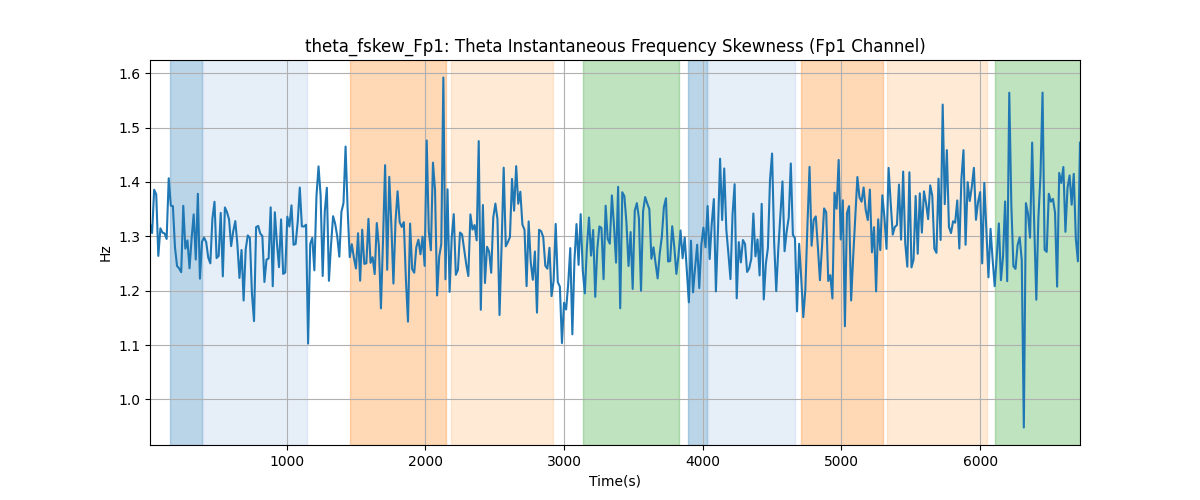 theta_fskew_Fp1: Theta Instantaneous Frequency Skewness (Fp1 Channel)
1.6
1.5
1.4
1.3
1.2
1.1
1.0
Hz
1000 2000 3000 4000 5000 6000
Time(s)